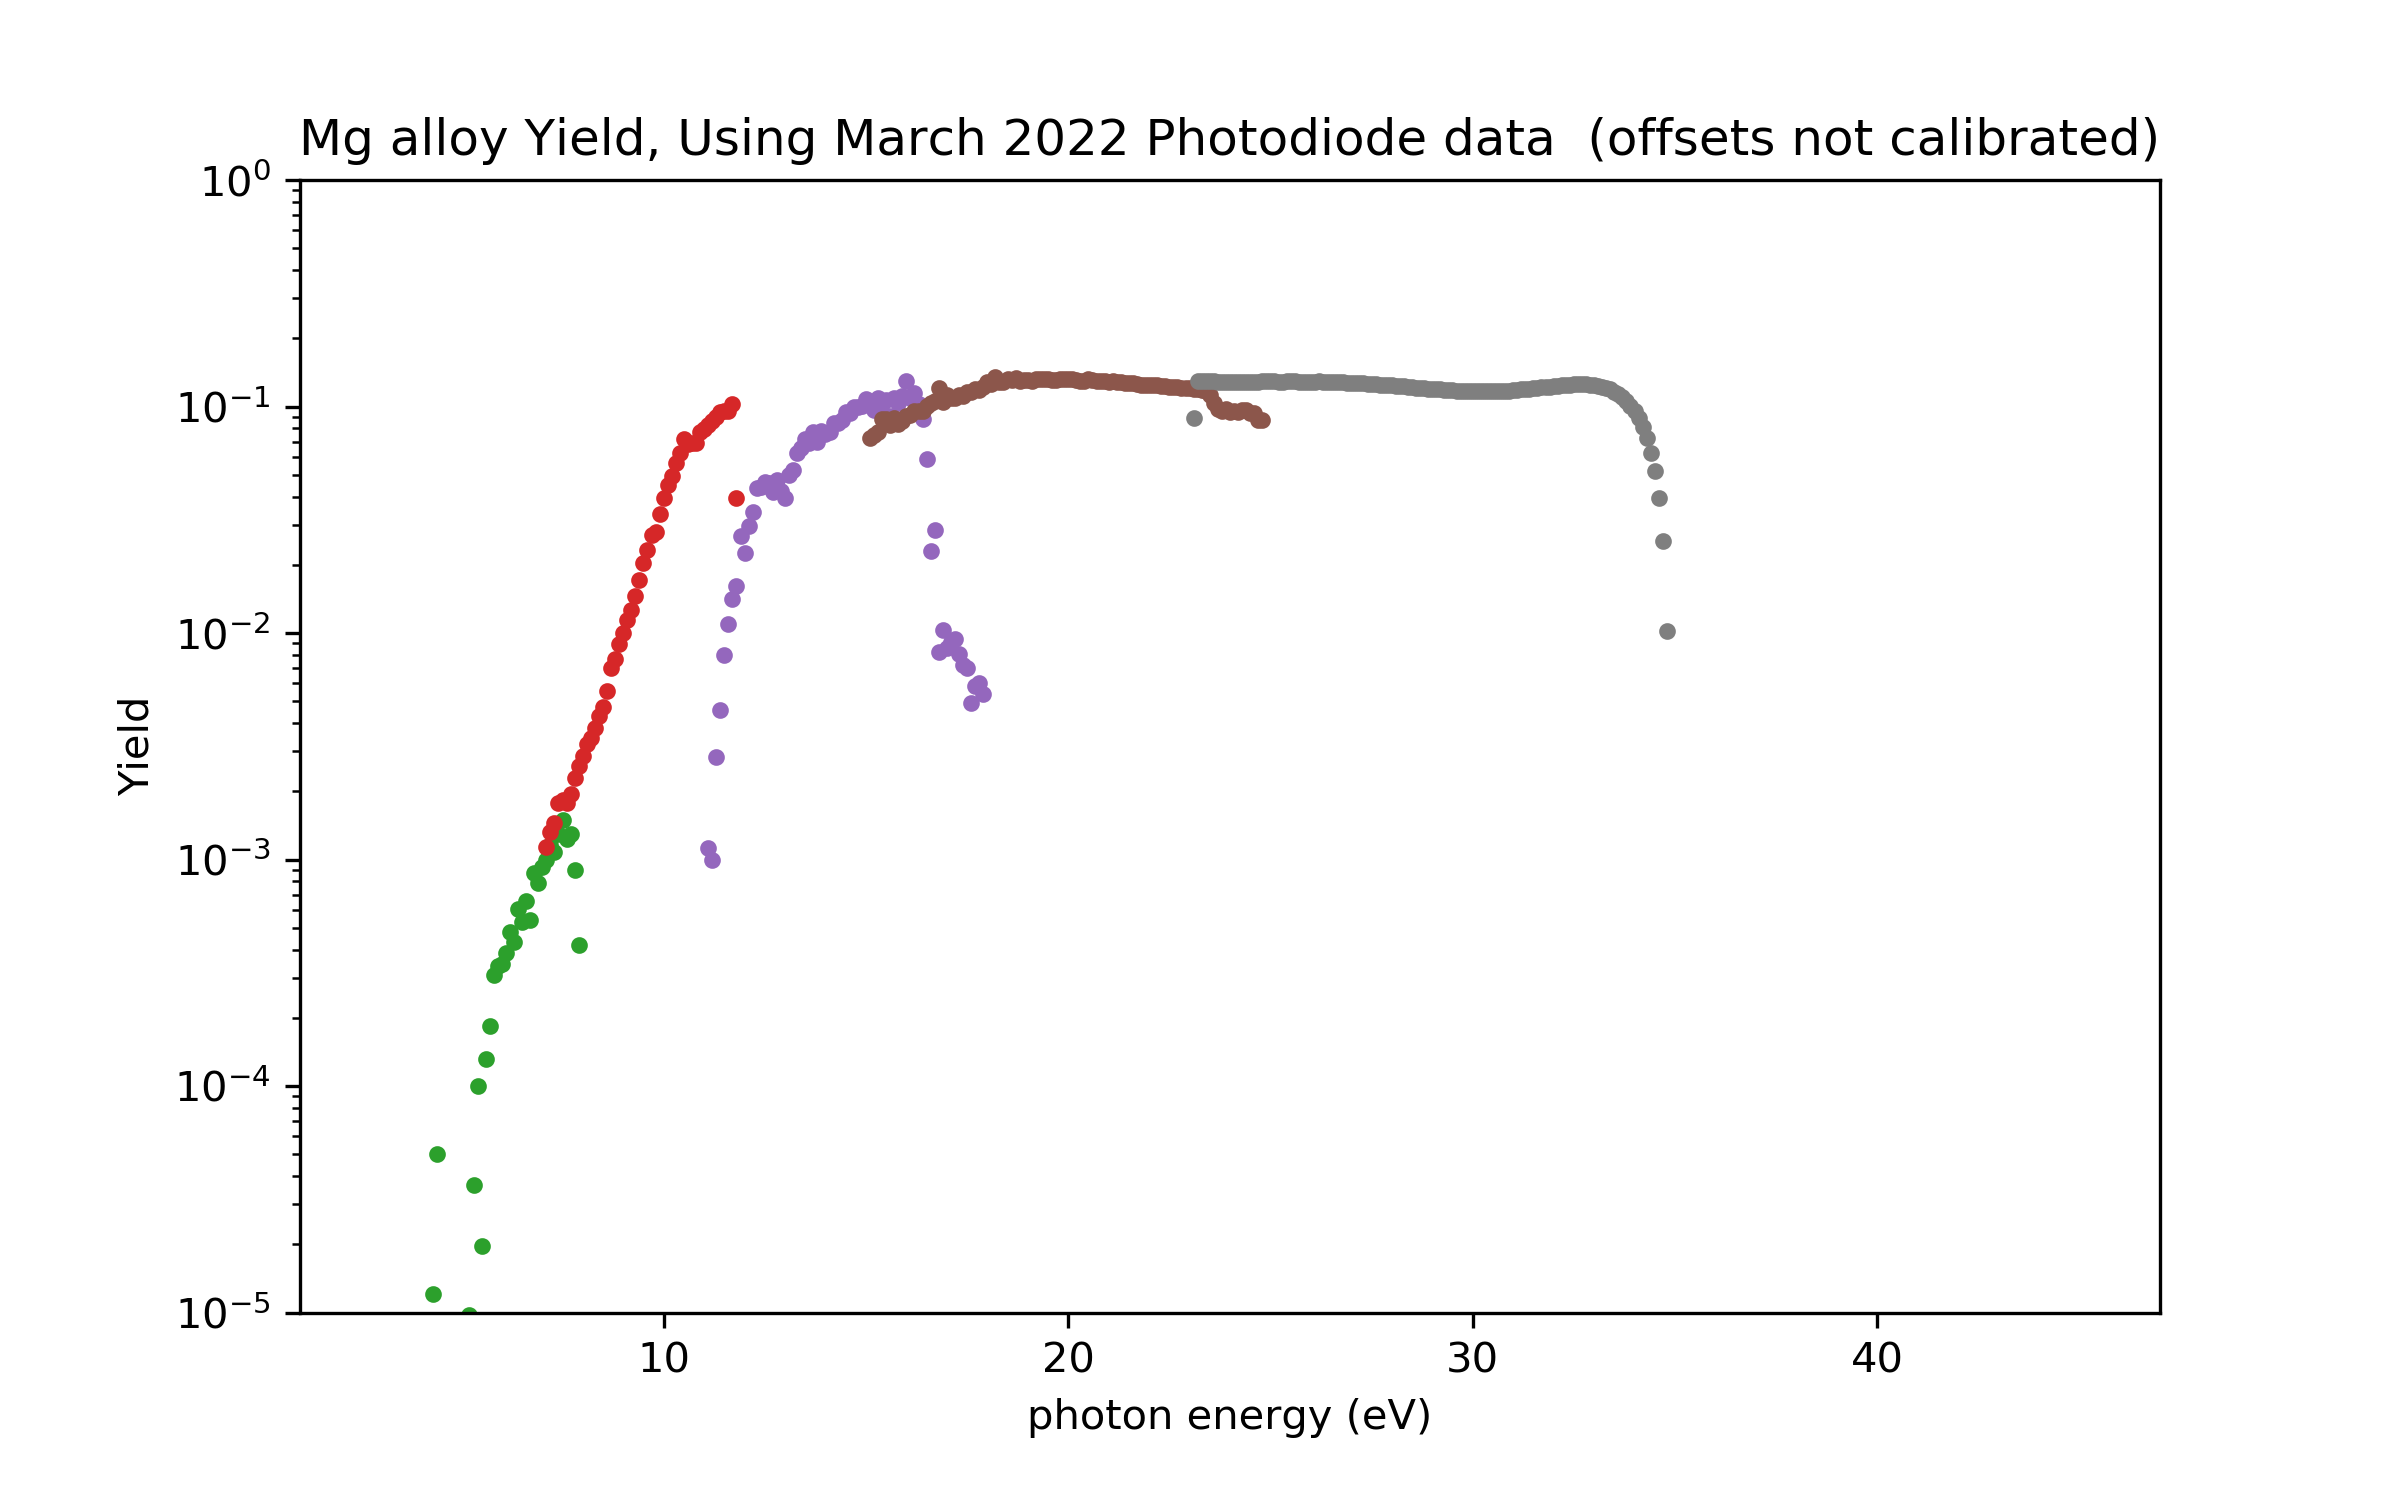 Mg alloy Yield, Using March 2022 Photodiode data  (offsets not calibrated)
10⁰
10⁻¹
10⁻²
10⁻³
10⁻⁴
10⁻⁵
Yield
10 20 30 40
photon energy (eV)